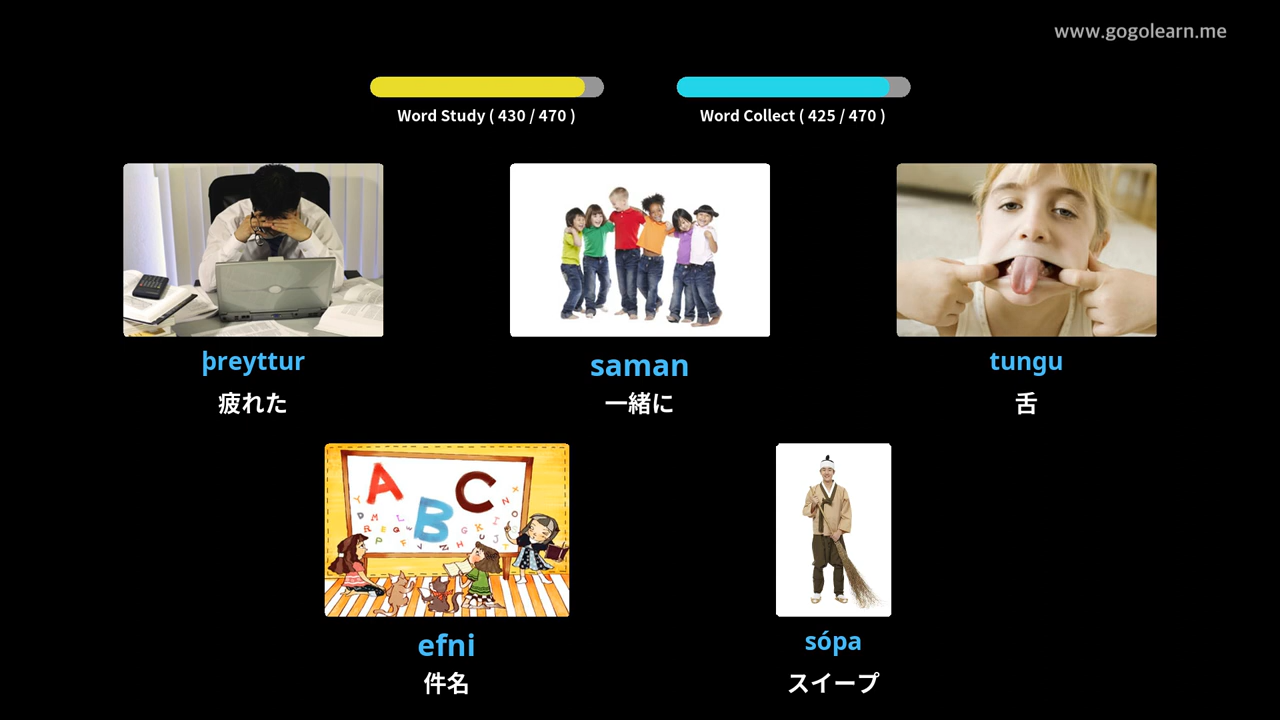 www.gogolearn.me
Word Study ( 430 / 470 )
Word Collect ( 425 / 470 )
þreyttur
疲れた
saman
一緒に
tungu
舌
A B C
efni
件名
sópa
スイープ